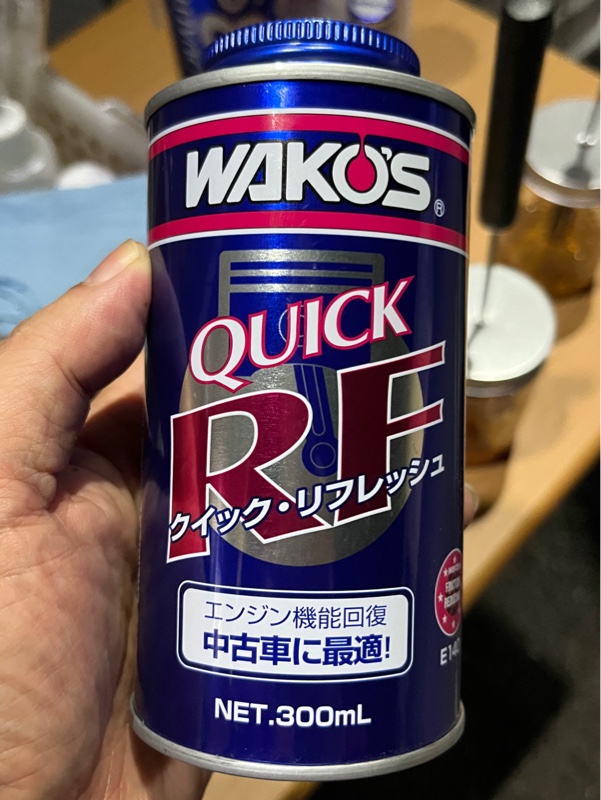 WAKO'S®
QUICK
RF
クイック・リフレッシュ
エンジン機能回復
中古車に最適!
NET.300mL